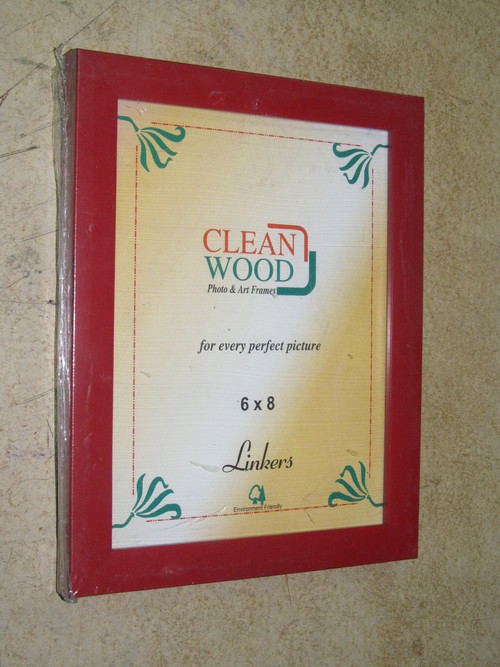 CLEAN
WOOD
Photo & Art Frames
for every perfect picture
6 x 8
Linkers
Environment Friendly